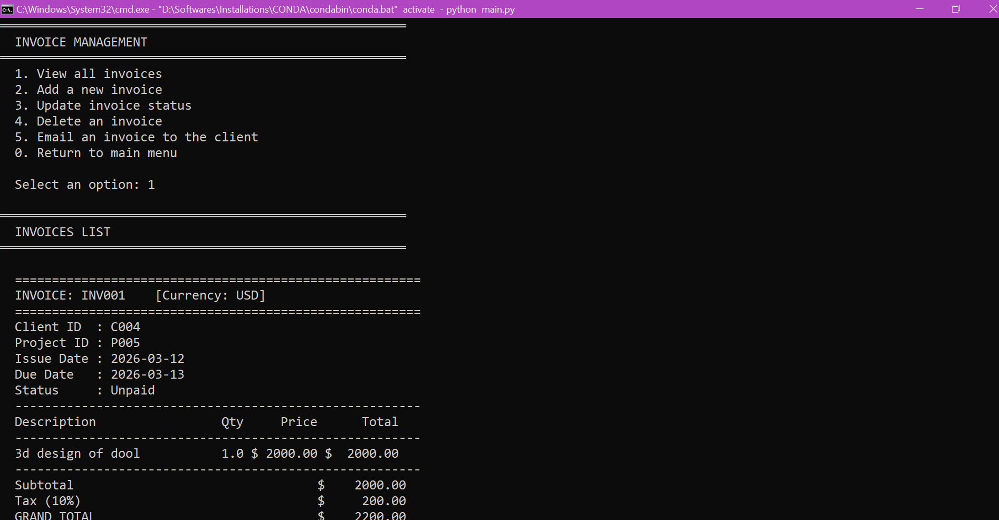 C:\Windows\System32\cmd.exe - "D:\Softwares\Installations\CONDA\condabin\conda.bat"  activate  - python  main.py
INVOICE MANAGEMENT
1. View all invoices
2. Add a new invoice
3. Update invoice status
4. Delete an invoice
5. Email an invoice to the client
0. Return to main menu
Select an option: 1
INVOICES LIST
=======================================================
INVOICE: INV001    [Currency: USD]
=======================================================
Client ID  : C004
Project ID : P005
Issue Date : 2026-03-12
Due Date   : 2026-03-13
Status     : Unpaid
-------------------------------------------------------
Description                 Qty     Price      Total
-------------------------------------------------------
3d design of dool           1.0 $ 2000.00 $  2000.00
-------------------------------------------------------
Subtotal                                 $    2000.00
Tax (10%)                                $     200.00
GRAND TOTAL                              $    2200.00